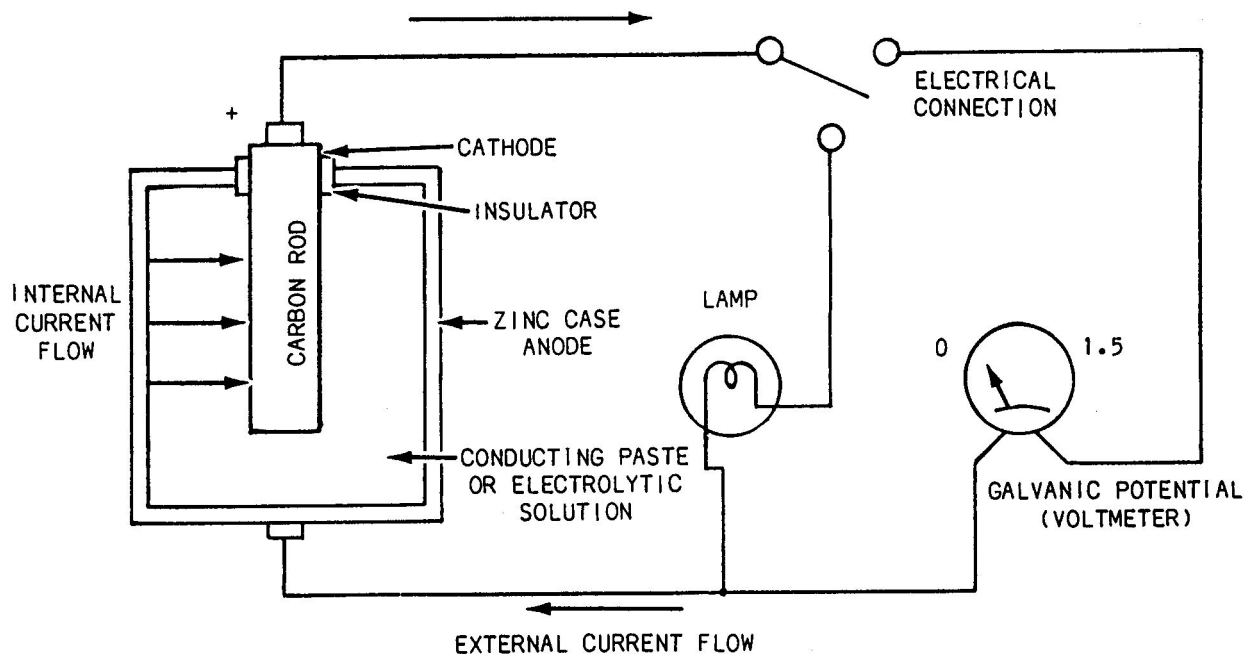 ELECTRICAL
CONNECTION
+
CATHODE
INSULATOR
CARBON ROD
INTERNAL
CURRENT
FLOW
ZINC CASE
ANODE
LAMP
0
1.5
CONDUCTING PASTE
OR ELECTROLYTIC
SOLUTION
GALVANIC POTENTIAL
(VOLTMETER)
EXTERNAL CURRENT FLOW